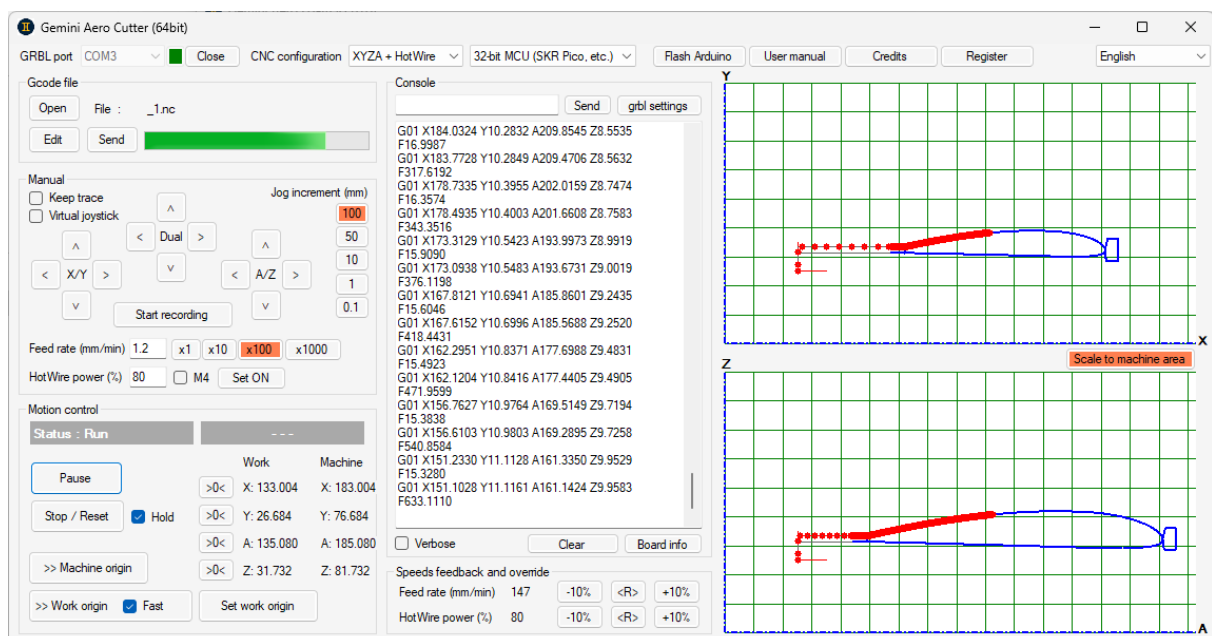 Gemini Aero Cutter (64bit)
GRBL port COM3 Close CNC configuration XYZA + HotWire 32-bit MCU (SKR Pico, etc.) Flash Arduino User manual Credits Register English
Gcode file
Open File : _1.nc
Edit Send
Manual
Keep trace
Virtual joystick
Jog increment (mm)
100
50
10
1
0.1
Dual
X/Y
A/Z
Start recording
Feed rate (mm/min) 1.2 x1 x10 x100 x1000
HotWire power (%) 80 M4 Set ON
Motion control
Status : Run ---
Work Machine
Pause
>0< X: 133.004 X: 183.004
Stop / Reset Hold >0< Y: 26.684 Y: 76.684
>0< A: 135.080 A: 185.080
>> Machine origin >0< Z: 31.732 Z: 81.732
>> Work origin Fast Set work origin
Console
Send grbl settings
G01 X184.0324 Y10.2832 A209.8545 Z8.5535
F16.9987
G01 X183.7728 Y10.2849 A209.4706 Z8.5632
F317.6192
G01 X178.7335 Y10.3955 A202.0159 Z8.7474
F16.3574
G01 X178.4935 Y10.4003 A201.6608 Z8.7583
F343.3516
G01 X173.3129 Y10.5423 A193.9973 Z8.9919
F15.9090
G01 X173.0938 Y10.5483 A193.6731 Z9.0019
F376.1198
G01 X167.8121 Y10.6941 A185.8601 Z9.2435
F15.6046
G01 X167.6152 Y10.6996 A185.5688 Z9.2520
F418.4431
G01 X162.2951 Y10.8371 A177.6988 Z9.4831
F15.4923
G01 X162.1204 Y10.8416 A177.4405 Z9.4905
F471.9599
G01 X156.7627 Y10.9764 A169.5149 Z9.7194
F15.3838
G01 X156.6103 Y10.9803 A169.2895 Z9.7258
F540.8584
G01 X151.2330 Y11.1128 A161.3350 Z9.9529
F15.3280
G01 X151.1028 Y11.1161 A161.1424 Z9.9583
F633.1110
Verbose Clear Board info
Speeds feedback and override
Feed rate (mm/min) 147 -10% <R> +10%
HotWire power (%) 80 -10% <R> +10%
Y
X
Scale to machine area
Z
A